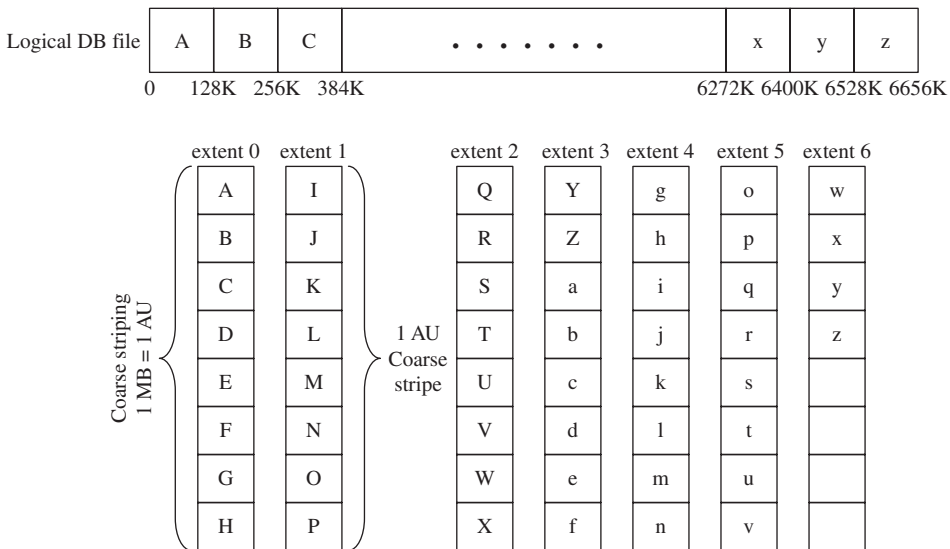 Logical DB file A B C . . . . . . . x y z
0 128K 256K 384K 6272K 6400K 6528K 6656K
extent 0 extent 1 extent 2 extent 3 extent 4 extent 5 extent 6
A I Q Y g o w
B J R Z h p x
C K S a i q y
D L T b j r z
E M U c k s
F N V d l t
G O W e m u
H P X f n v
Coarse striping
1 MB = 1 AU
1 AU
Coarse
stripe